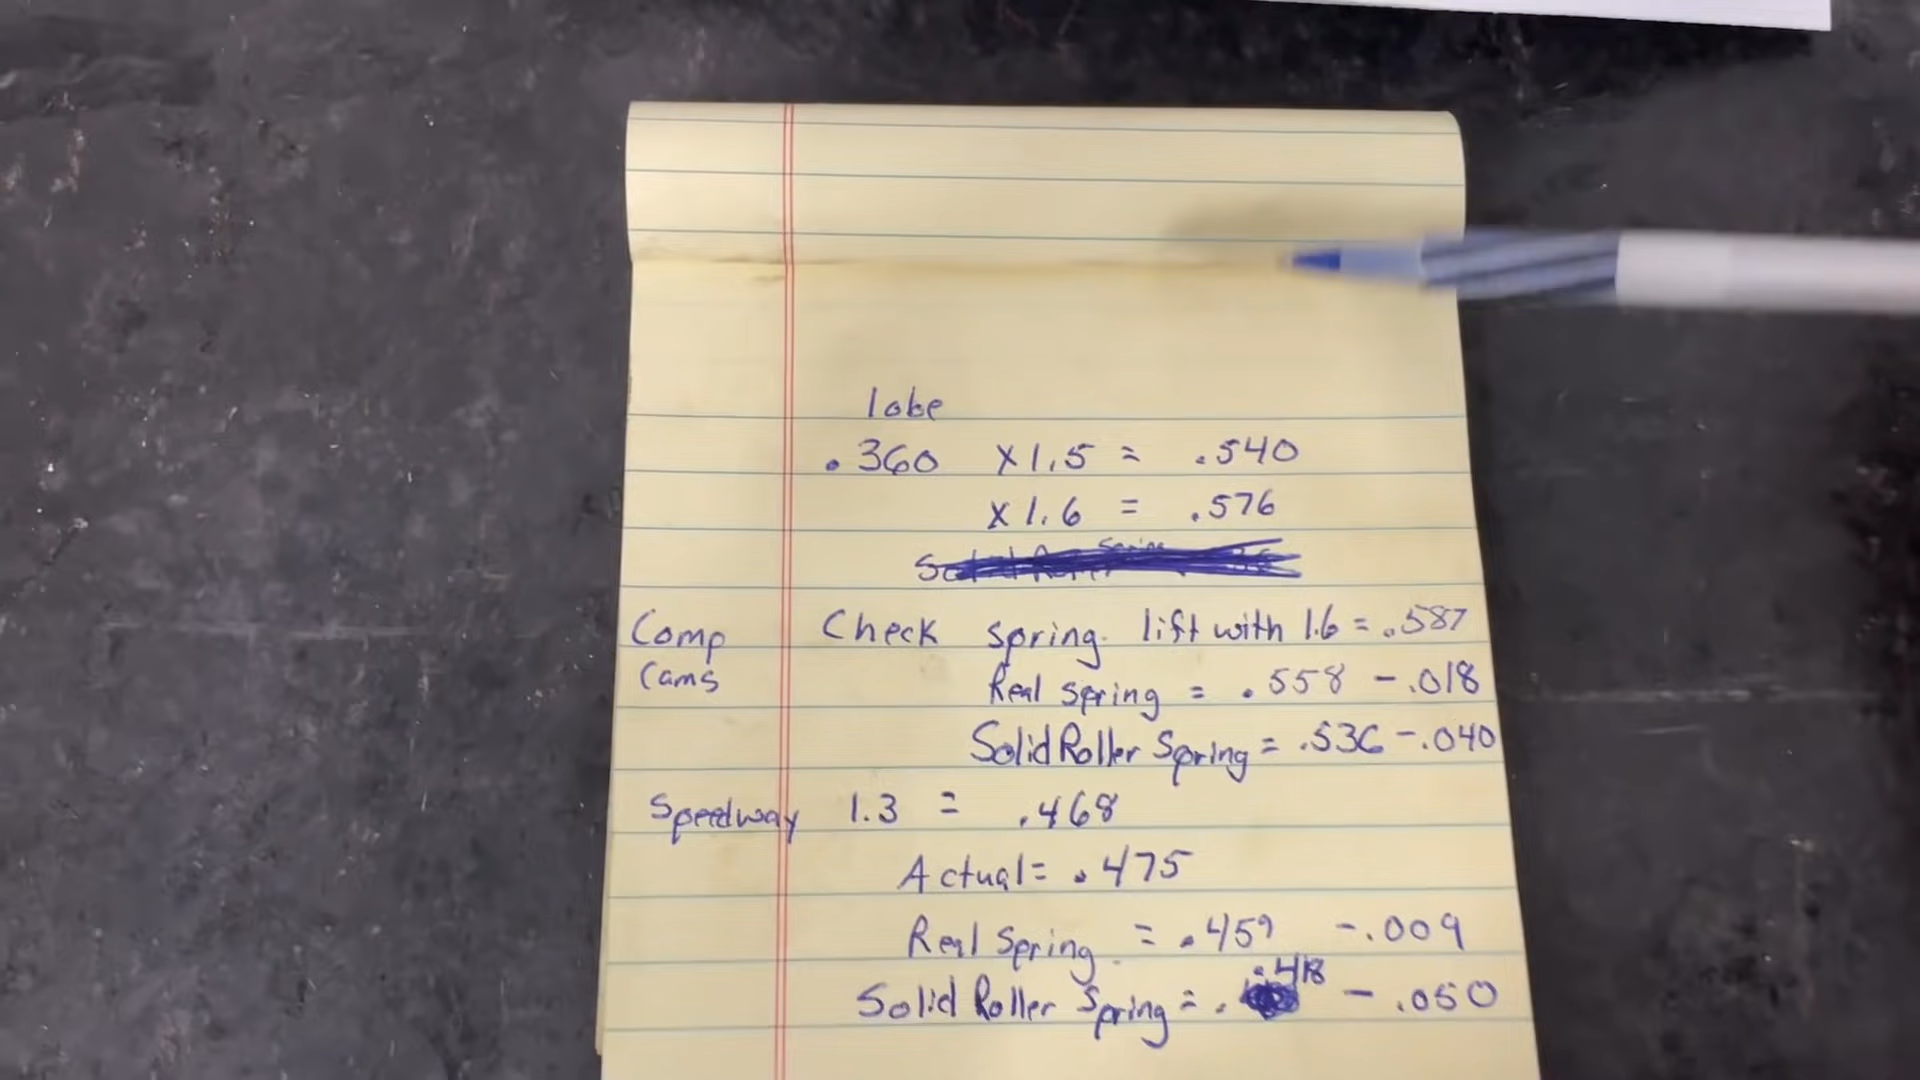 lobe
.360 x1.5 = .540
x1.6 = .576
Comp Cams Check spring. lift with 1.6 = .587
Real Spring = .558 - .018
Solid Roller Spring = .536 - .040
Speedway 1.3 = .468
Actual = .475
Real Spring = .459 - .009
Solid Roller Spring = .418 - .050